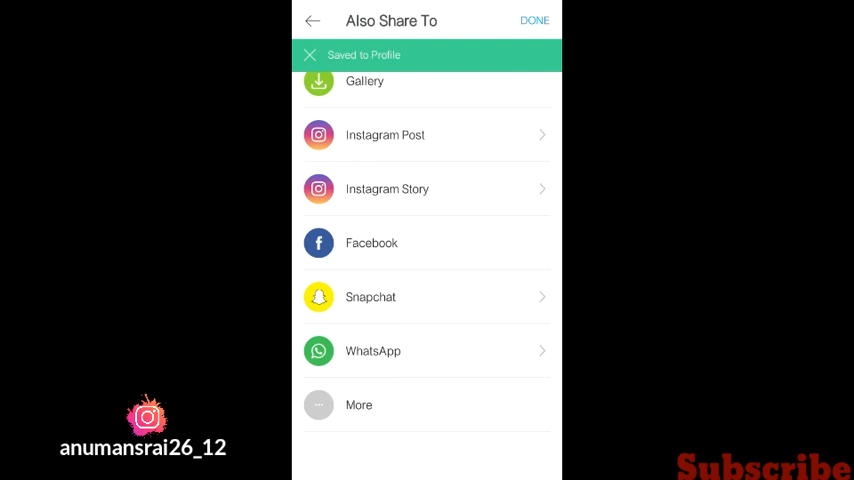 Also Share To
DONE
Saved to Profile
Gallery
Instagram Post
Instagram Story
Facebook
Snapchat
WhatsApp
More
anumansrai26_12
Subscribe